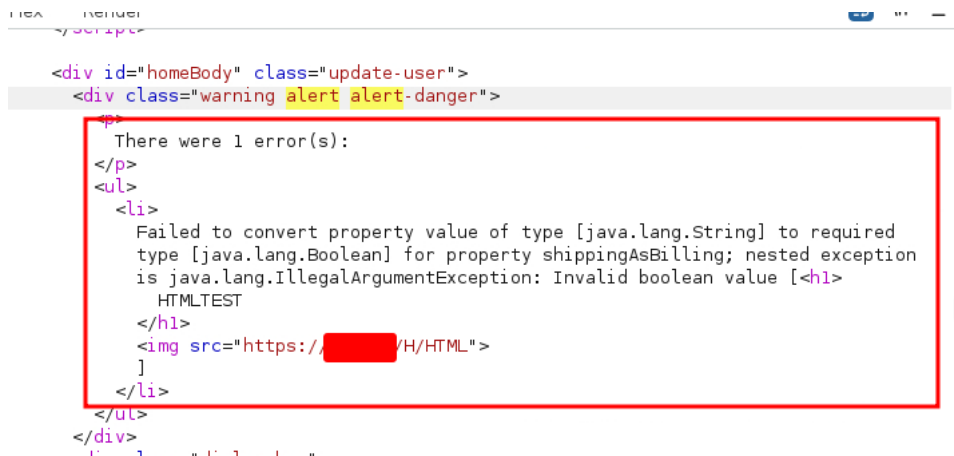 Hex Render
</script>
<div id="homeBody" class="update-user">
<div class="warning alert alert-danger">
<p>
There were 1 error(s):
</p>
<ul>
<li>
Failed to convert property value of type [java.lang.String] to required
type [java.lang.Boolean] for property shippingAsBilling; nested exception
is java.lang.IllegalArgumentException: Invalid boolean value [<h1>
HTMLTEST
</h1>
<img src="https:// /H/HTML">
]
</li>
</ul>
</div>